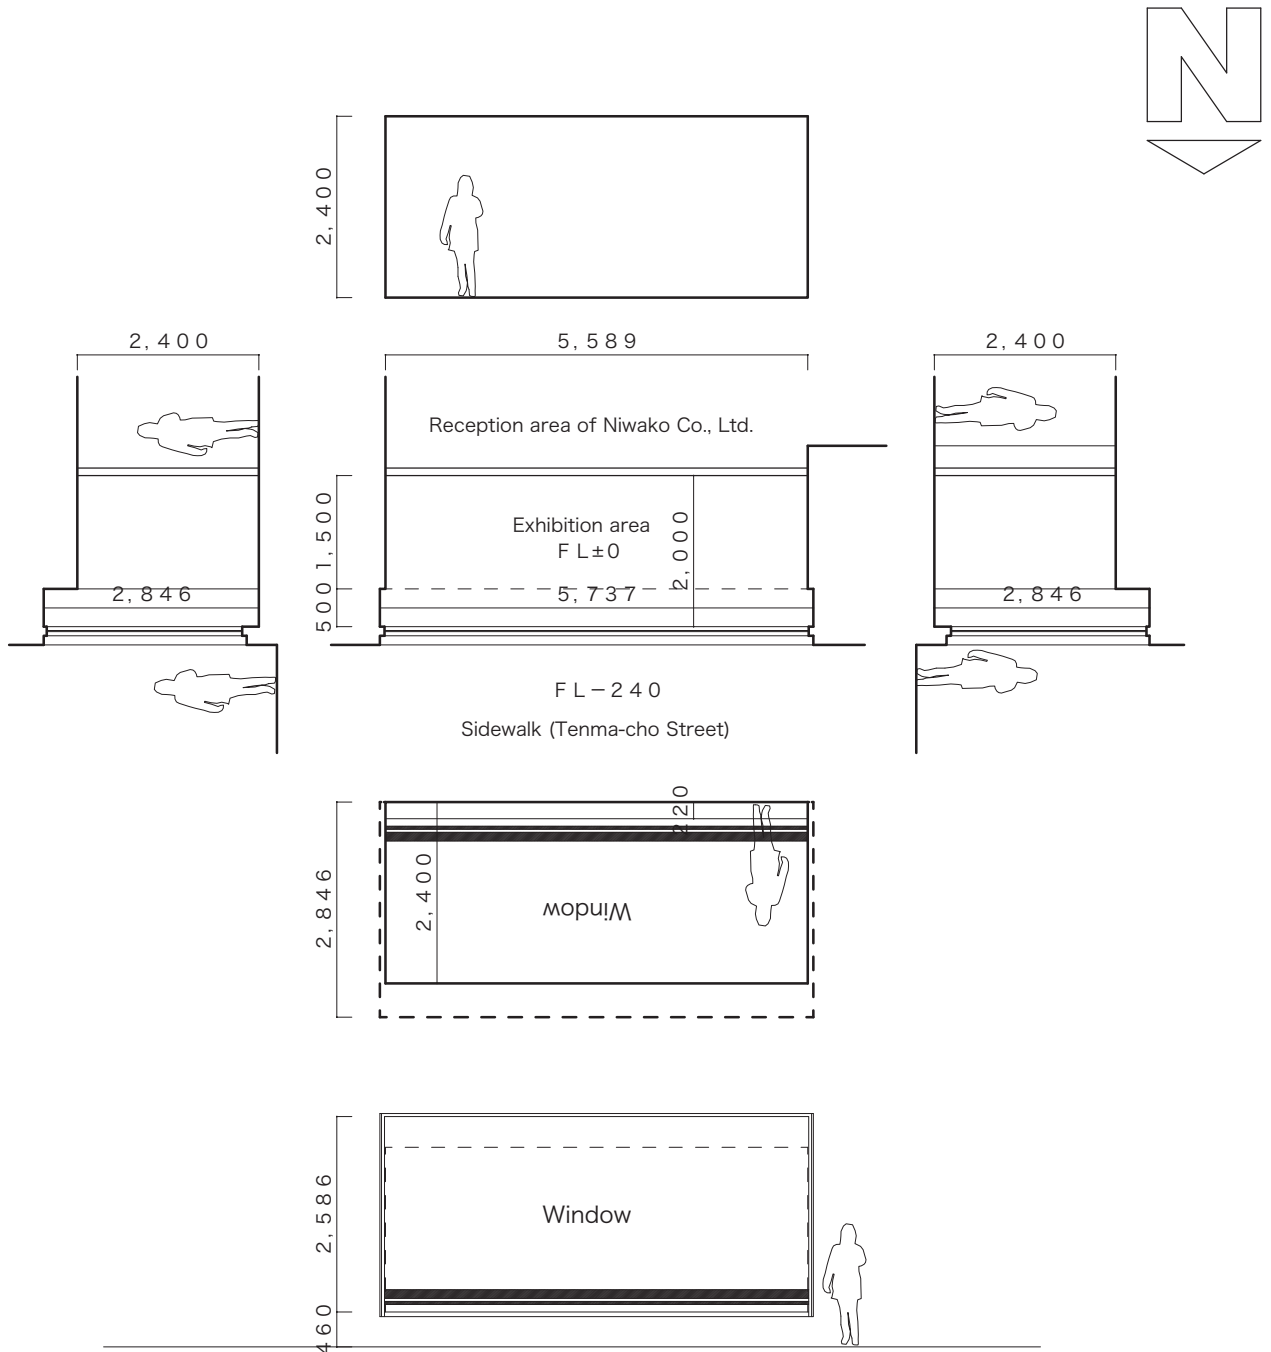 N
2,400
2,400
5,589
2,400
Reception area of Niwako Co., Ltd.
1,500
Exhibition area
FL±0
2,000
500
2,846
5,737
2,846
FL−240
Sidewalk (Tenma-cho Street)
220
2,846
2,400
Window
2,586
Window
460